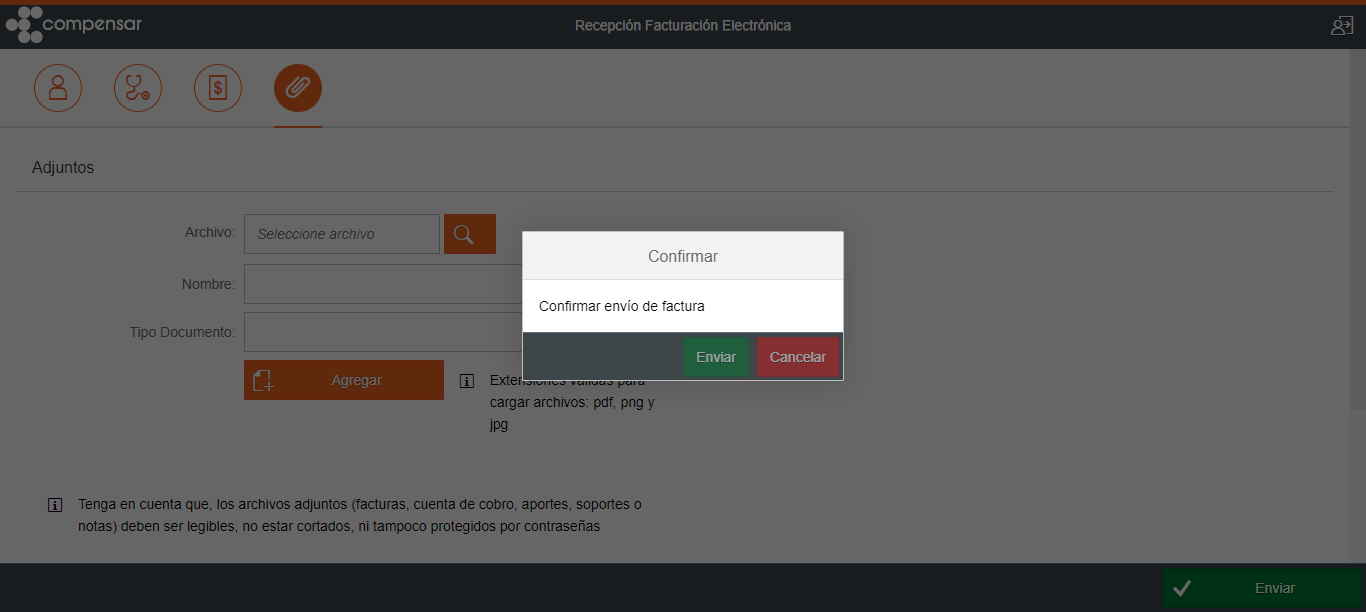 compensar
Recepción Facturación Electrónica
$
Adjuntos
Archivo:
Seleccione archivo
Nombre:
Tipo Documento:
Agregar
Extensiones validas para
cargar archivos: pdf, png y
jpg
Confirmar
Confirmar envío de factura
Enviar
Cancelar
Tenga en cuenta que, los archivos adjuntos (facturas, cuenta de cobro, aportes, soportes o
notas) deben ser legibles, no estar cortados, ni tampoco protegidos por contraseñas
Enviar